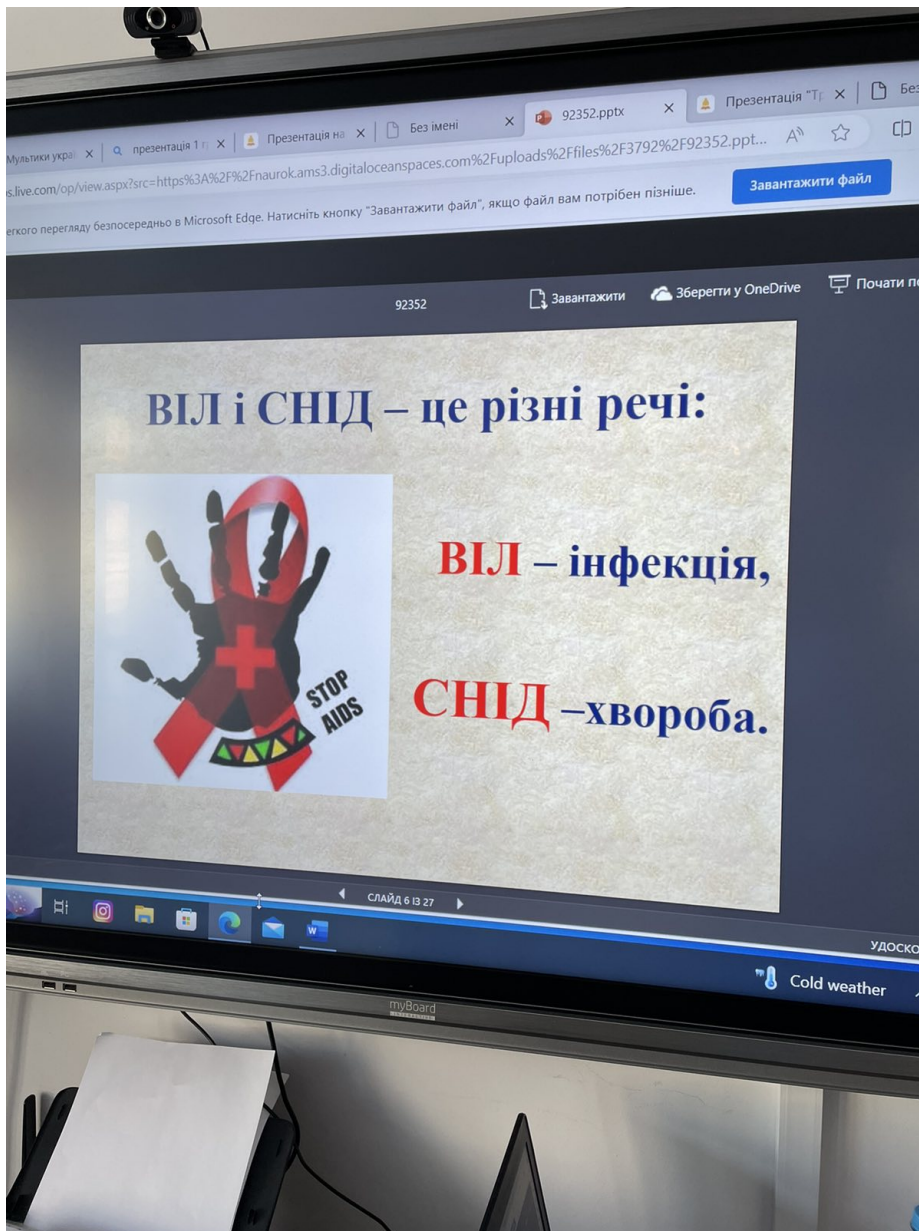 Мультики украї
презентація 1 г
Презентація на
Без імені
92352.pptx
Презентація "Тр
Без
s.live.com/op/view.aspx?src=https%3A%2F%2Fnaurok.ams3.digitaloceanspaces.com%2Fuploads%2Ffiles%2F3792%2F92352.ppt...
егкого перегляду безпосередньо в Microsoft Edge. Натисніть кнопку "Завантажити файл", якщо файл вам потрібен пізніше.
Завантажити файл
92352
Завантажити
Зберегти у OneDrive
Почати по
ВІЛ і СНІД – це різні речі:
ВІЛ – інфекція,
СНІД –хвороба.
STOP
AIDS
СЛАЙД 6 ІЗ 27
УДОСКО
Cold weather
myBoard